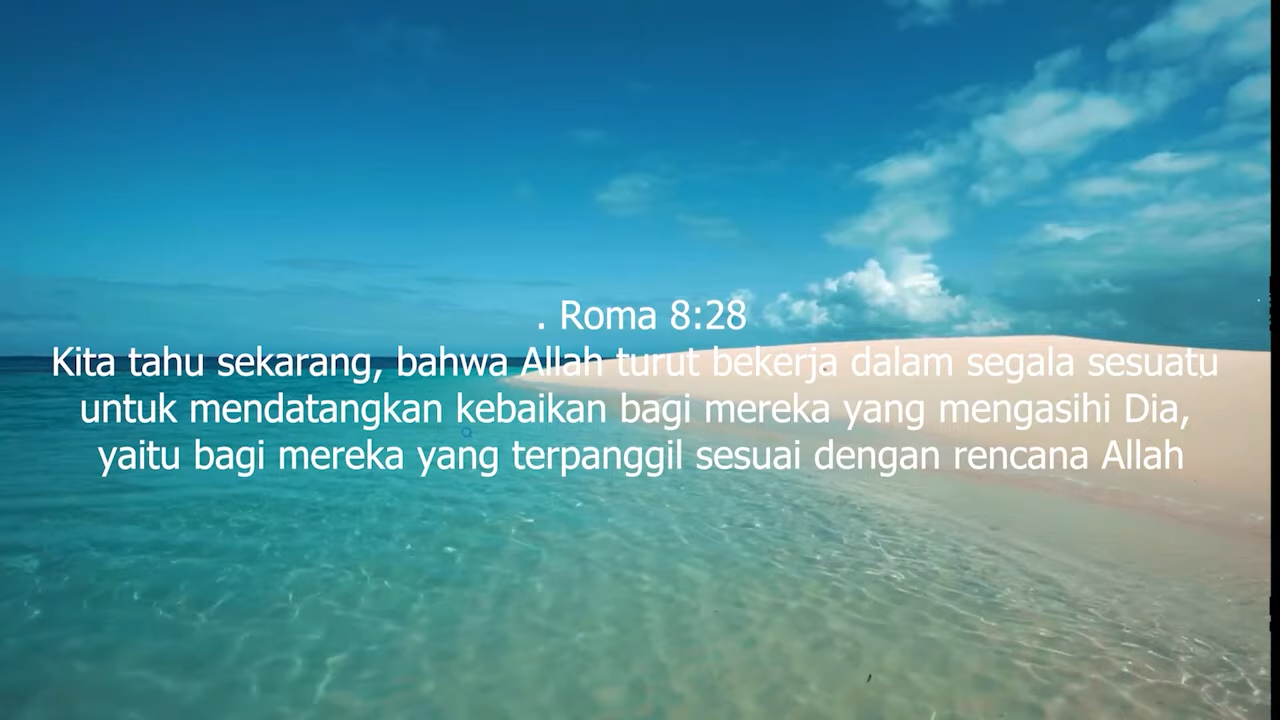 . Roma 8:28
Kita tahu sekarang, bahwa Allah turut bekerja dalam segala sesuatu
untuk mendatangkan kebaikan bagi mereka yang mengasihi Dia,
yaitu bagi mereka yang terpanggil sesuai dengan rencana Allah